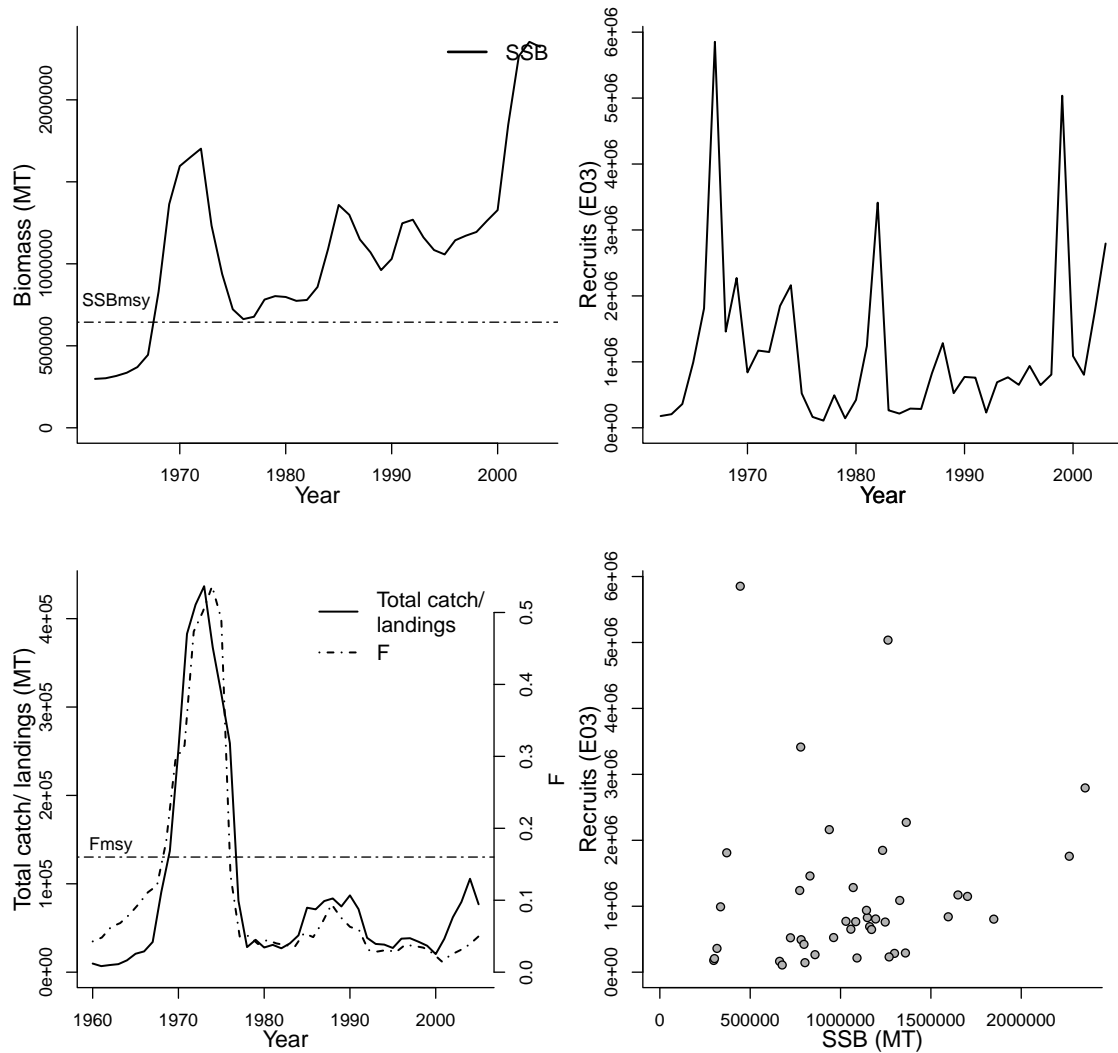 SSB
Biomass (MT)
2000000
1000000
500000
0
SSBmsy
1970 1980 1990 2000
Year
Recruits (E03)
6e+06
5e+06
4e+06
3e+06
2e+06
1e+06
0e+00
1970 1980 1990 2000
Year
Total catch/ landings (MT)
4e+05
3e+05
2e+05
1e+05
0e+00
Total catch/
landings
F
Fmsy
0.5
0.4
0.3
0.2
0.1
0.0
F
1960 1970 1980 1990 2000
Year
Recruits (E03)
6e+06
5e+06
4e+06
3e+06
2e+06
1e+06
0e+00
0 500000 1000000 1500000 2000000
SSB (MT)